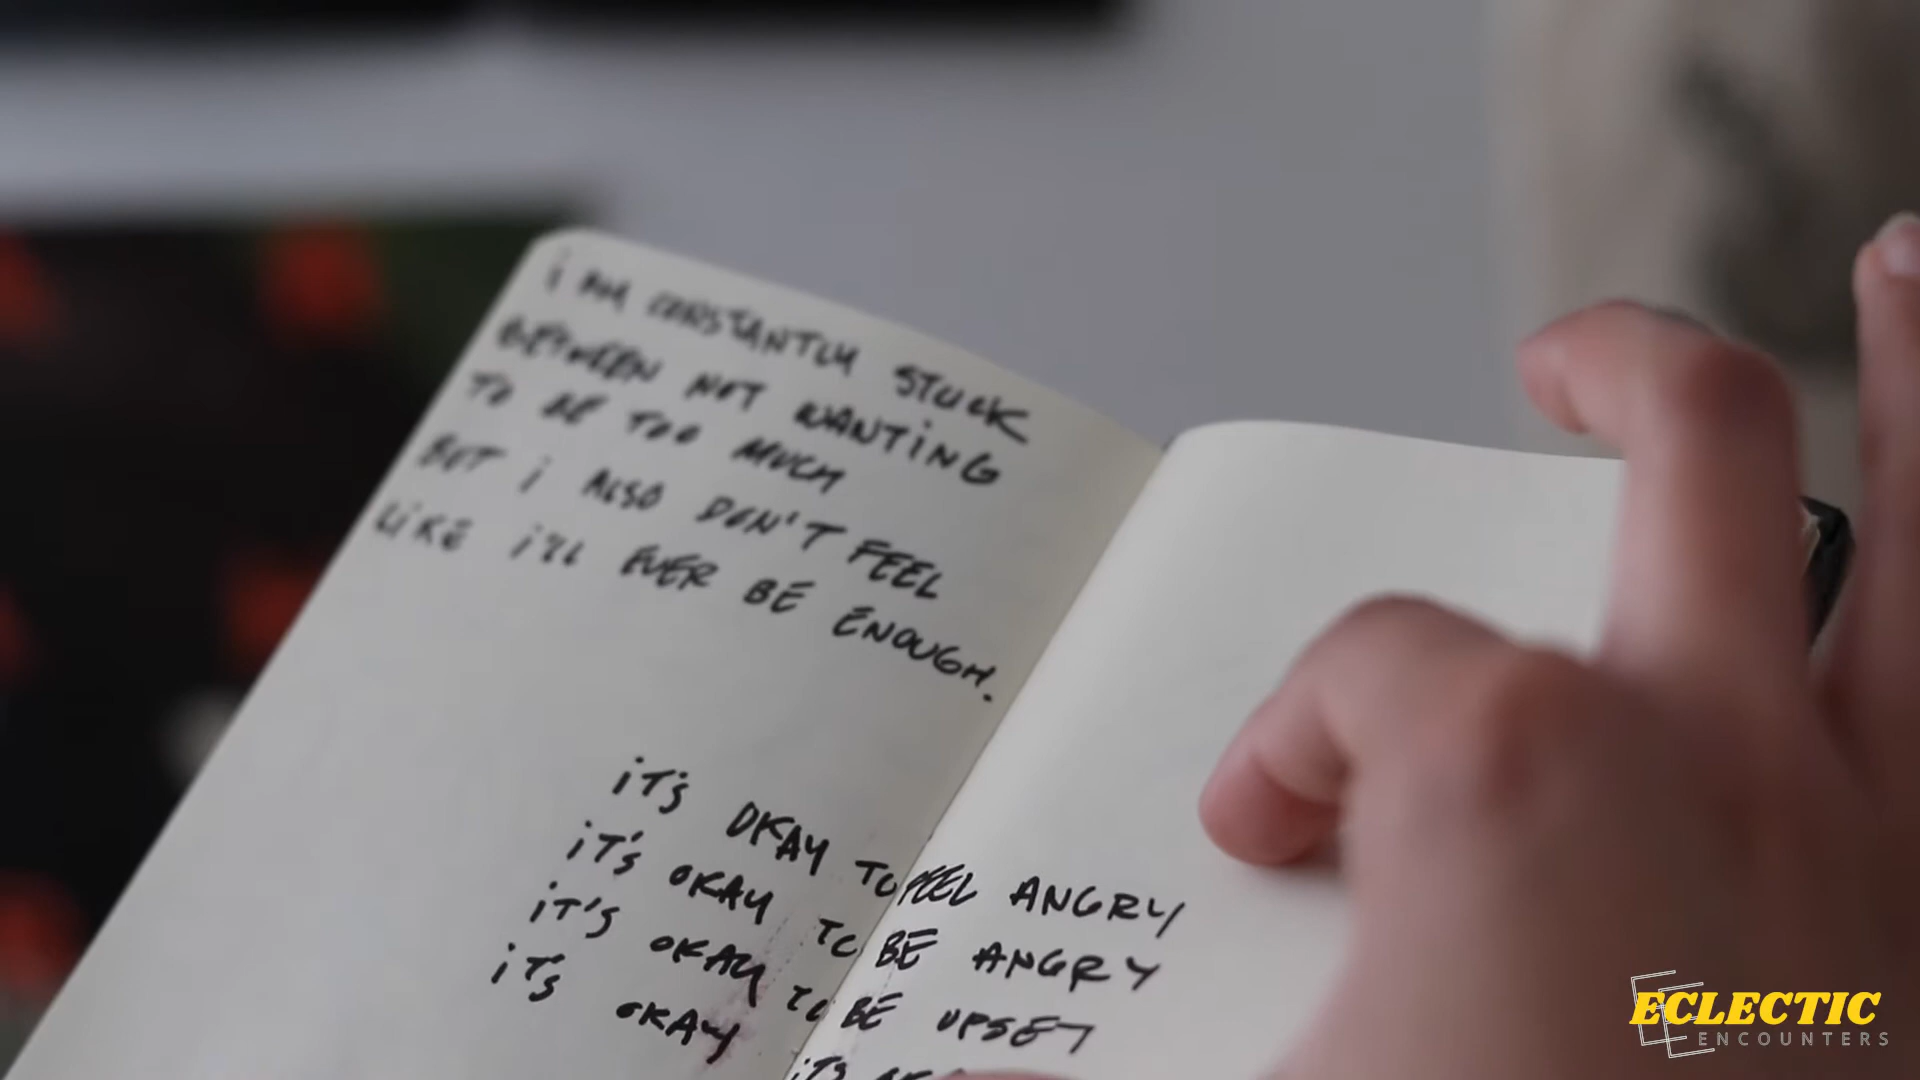 i AM CONSTANTLY STUCK
BETWEEN NOT WANTING
TO BE TOO MUCH
BUT i ALSO DON'T FEEL
LiKE i'LL EVER BE ENOUGH.
iT's OKAY TO FEEL ANGRY
iT's OKAY TO BE ANGRY
iT's OKAY TO BE UPSET
iT's OKAY iTs
ECLECTIC
ENCOUNTERS